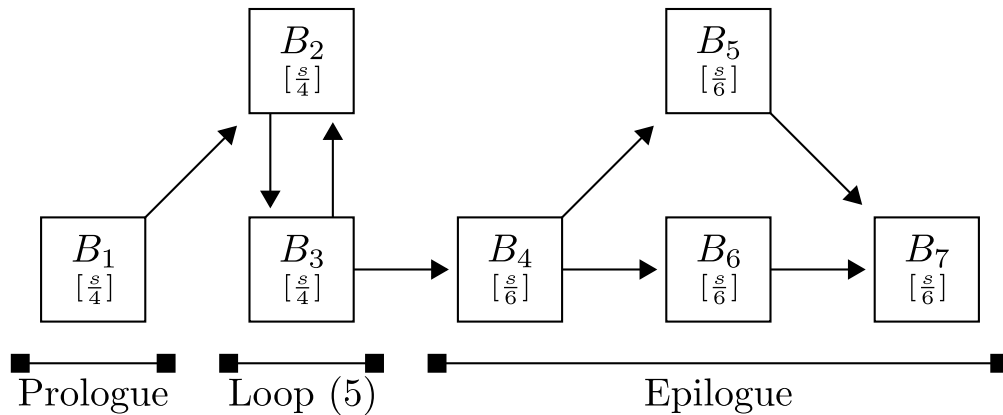 B₂
[s/4]
B₅
[s/6]
B₁
[s/4]
B₃
[s/4]
B₄
[s/6]
B₆
[s/6]
B₇
[s/6]
Prologue
Loop (5)
Epilogue